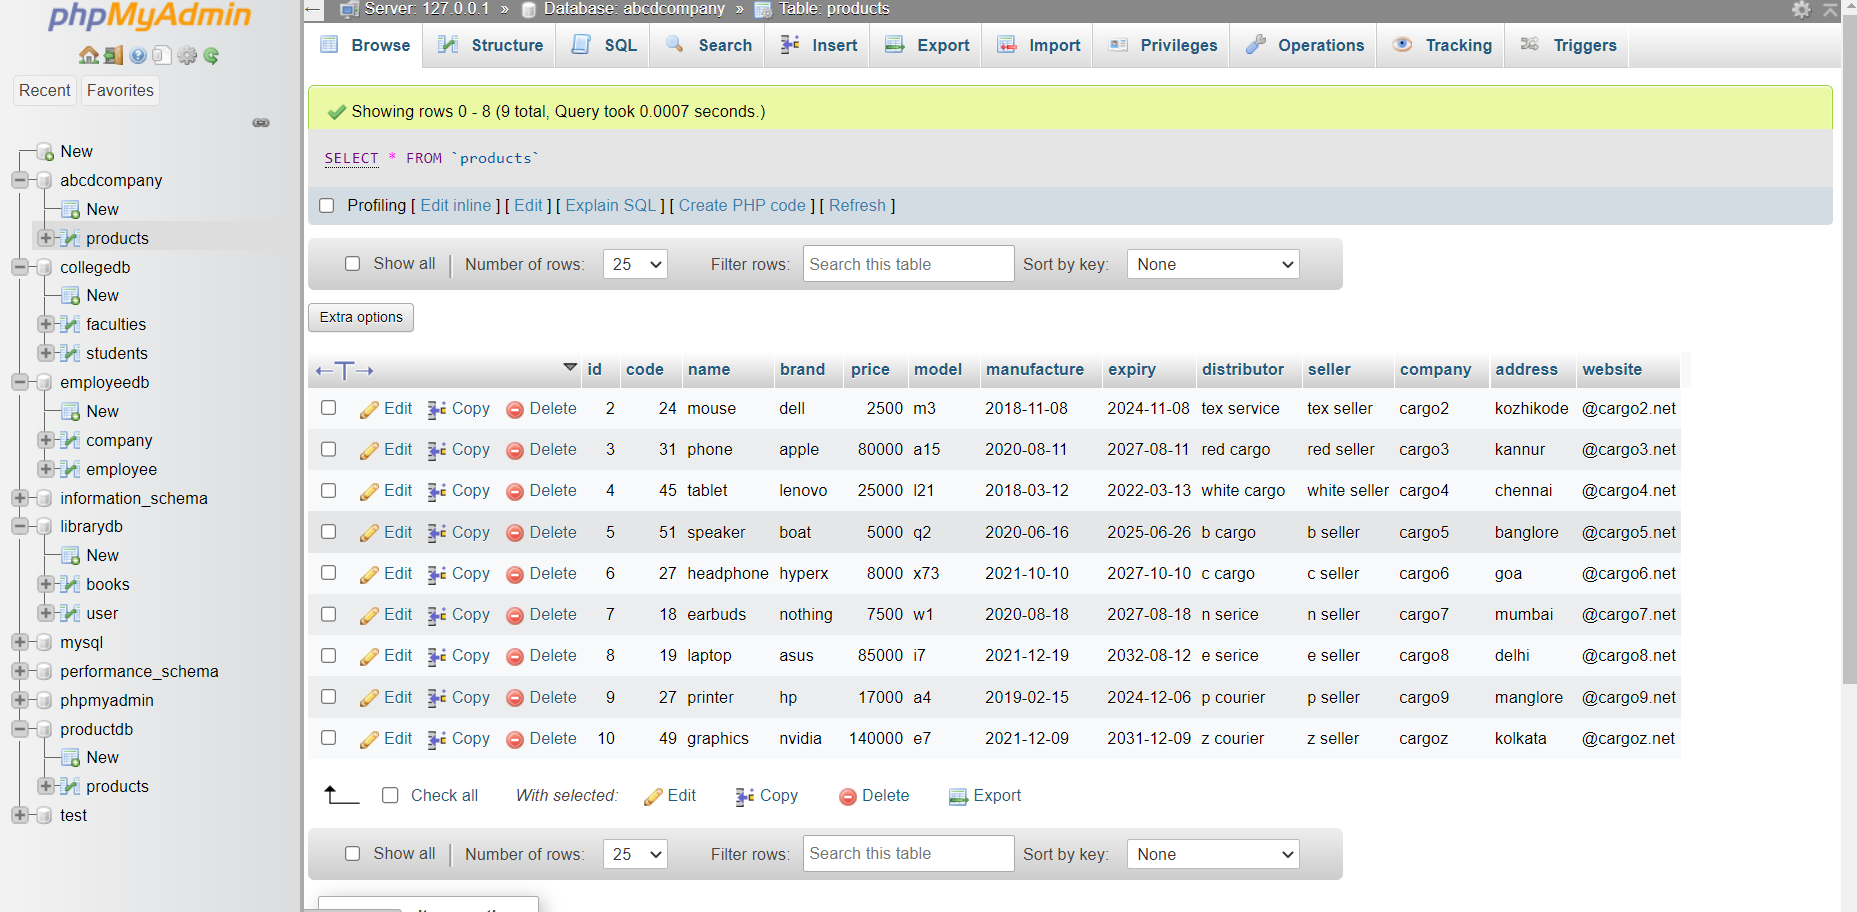 phpMyAdmin
Recent Favorites
New
abcdcompany
New
products
collegedb
New
faculties
students
employeedb
New
company
employee
information_schema
librarydb
New
books
user
mysql
performance_schema
phpmyadmin
productdb
New
products
test
Server: 127.0.0.1 » Database: abcdcompany » Table: products
Browse Structure SQL Search Insert Export Import Privileges Operations Tracking Triggers
Showing rows 0 - 8 (9 total, Query took 0.0007 seconds.)
SELECT * FROM `products`
Profiling [ Edit inline ] [ Edit ] [ Explain SQL ] [ Create PHP code ] [ Refresh ]
Show all | Number of rows: 25 Filter rows: Search this table Sort by key: None
Extra options
←T→ id code name brand price model manufacture expiry distributor seller company address website
Edit Copy Delete 2 24 mouse dell 2500 m3 2018-11-08 2024-11-08 tex service tex seller cargo2 kozhikode @cargo2.net
Edit Copy Delete 3 31 phone apple 80000 a15 2020-08-11 2027-08-11 red cargo red seller cargo3 kannur @cargo3.net
Edit Copy Delete 4 45 tablet lenovo 25000 l21 2018-03-12 2022-03-13 white cargo white seller cargo4 chennai @cargo4.net
Edit Copy Delete 5 51 speaker boat 5000 q2 2020-06-16 2025-06-26 b cargo b seller cargo5 banglore @cargo5.net
Edit Copy Delete 6 27 headphone hyperx 8000 x73 2021-10-10 2027-10-10 c cargo c seller cargo6 goa @cargo6.net
Edit Copy Delete 7 18 earbuds nothing 7500 w1 2020-08-18 2027-08-18 n serice n seller cargo7 mumbai @cargo7.net
Edit Copy Delete 8 19 laptop asus 85000 i7 2021-12-19 2032-08-12 e serice e seller cargo8 delhi @cargo8.net
Edit Copy Delete 9 27 printer hp 17000 a4 2019-02-15 2024-12-06 p courier p seller cargo9 manglore @cargo9.net
Edit Copy Delete 10 49 graphics nvidia 140000 e7 2021-12-09 2031-12-09 z courier z seller cargoz kolkata @cargoz.net
Check all With selected: Edit Copy Delete Export
Show all | Number of rows: 25 Filter rows: Search this table Sort by key: None